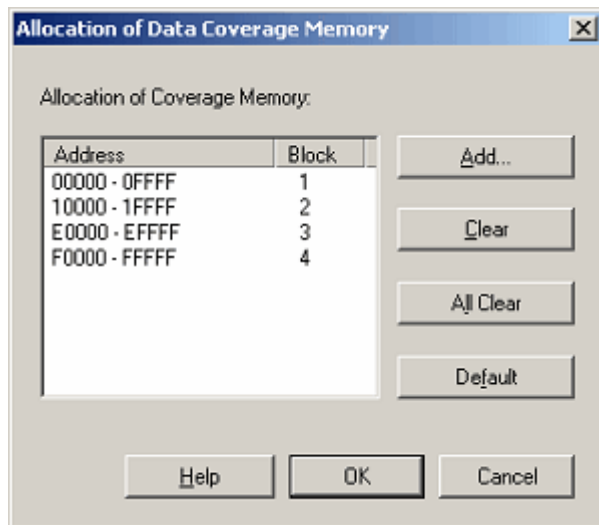 Allocation of Data Coverage Memory
Allocation of Coverage Memory:
Address Block
00000 - 0FFFF 1
10000 - 1FFFF 2
E0000 - EFFFF 3
F0000 - FFFFF 4
Add...
Clear
All Clear
Default
Help OK Cancel